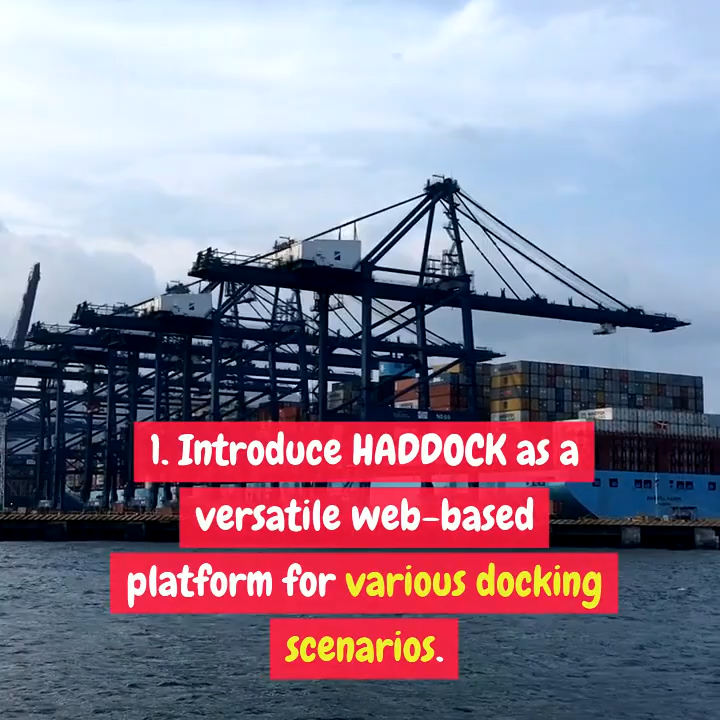 1. Introduce HADDOCK as a
versatile web-based
platform for various docking
scenarios.